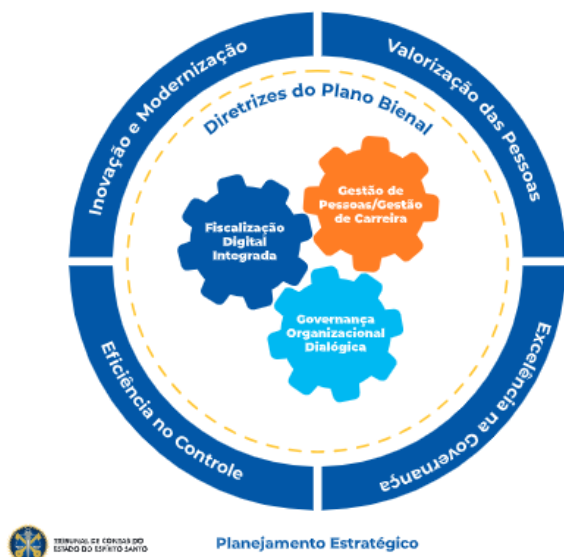 Inovação e Modernização
Valorização das Pessoas
Diretrizes do Plano Bienal
Gestão de
Pessoas/Gestão
de Carreira
Fiscalização
Digital
Integrada
Governança
Organizacional
Dialógica
Eficiência no Controle
Excelência na Governança
TRIBUNAL DE CONTAS DO
ESTADO DO ESPÍRITO SANTO
Planejamento Estratégico